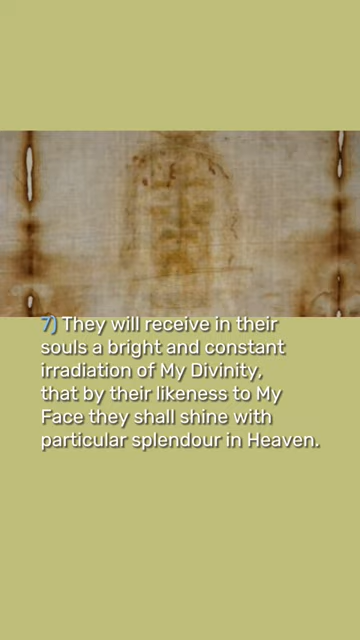 7) They will receive in their
souls a bright and constant
irradiation of My Divinity,
that by their likeness to My
Face they shall shine with
particular splendour in Heaven.